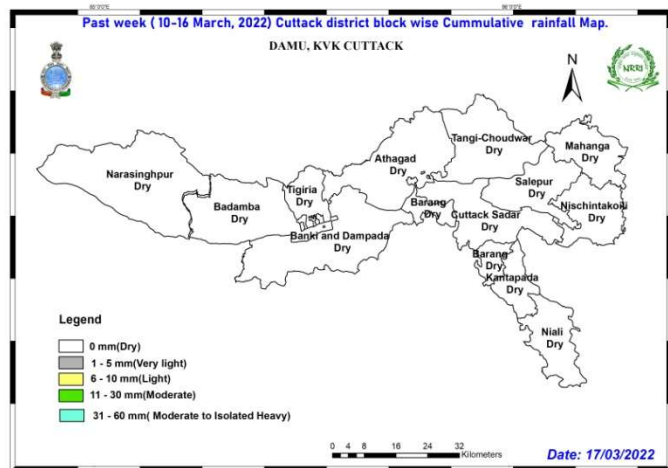 Past week ( 10-16 March, 2022) Cuttack district block wise Cummulative rainfall Map.
DAMU, KVK CUTTACK
N
NRRI
Tangi-Choudwar
Dry
Mahanga
Dry
Athagad
Dry
Narasinghpur
Dry
Salepur
Dry
Tigiria
Dry
Badamba
Dry
Barang
Dry
Nischintakoili
Dry
Cuttack Sadar
Dry
Banki and Dampada
Dry
Barang
Dry
Kantapada
Dry
Niali
Dry
Legend
0 mm(Dry)
1 - 5 mm(Very light)
6 - 10 mm(Light)
11 - 30 mm(Moderate)
31 - 60 mm( Moderate to Isolated Heavy)
0 4 8 16 24 32
Kilometers
Date: 17/03/2022